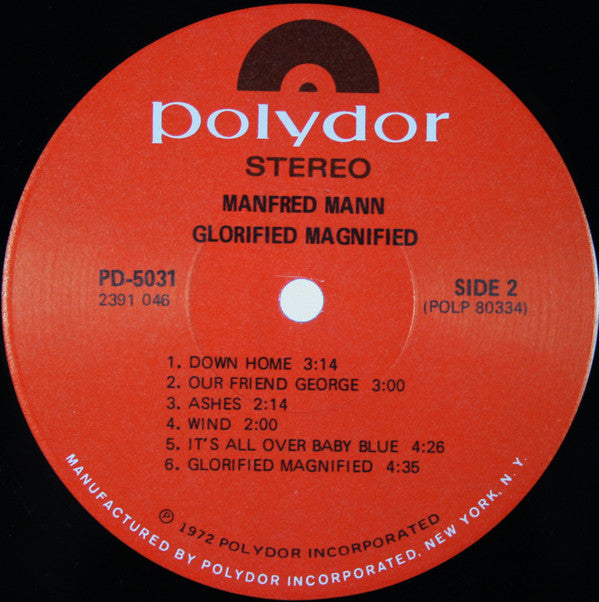 polydor
STEREO
MANFRED MANN
GLORIFIED MAGNIFIED
PD-5031
2391 046
SIDE 2
(POLP 80334)
1. DOWN HOME 3:14
2. OUR FRIEND GEORGE 3:00
3. ASHES 2:14
4. WIND 2:00
5. IT'S ALL OVER BABY BLUE 4:26
6. GLORIFIED MAGNIFIED 4:35
℗ 1972 POLYDOR INCORPORATED
MANUFACTURED BY POLYDOR INCORPORATED, NEW YORK, N.Y.